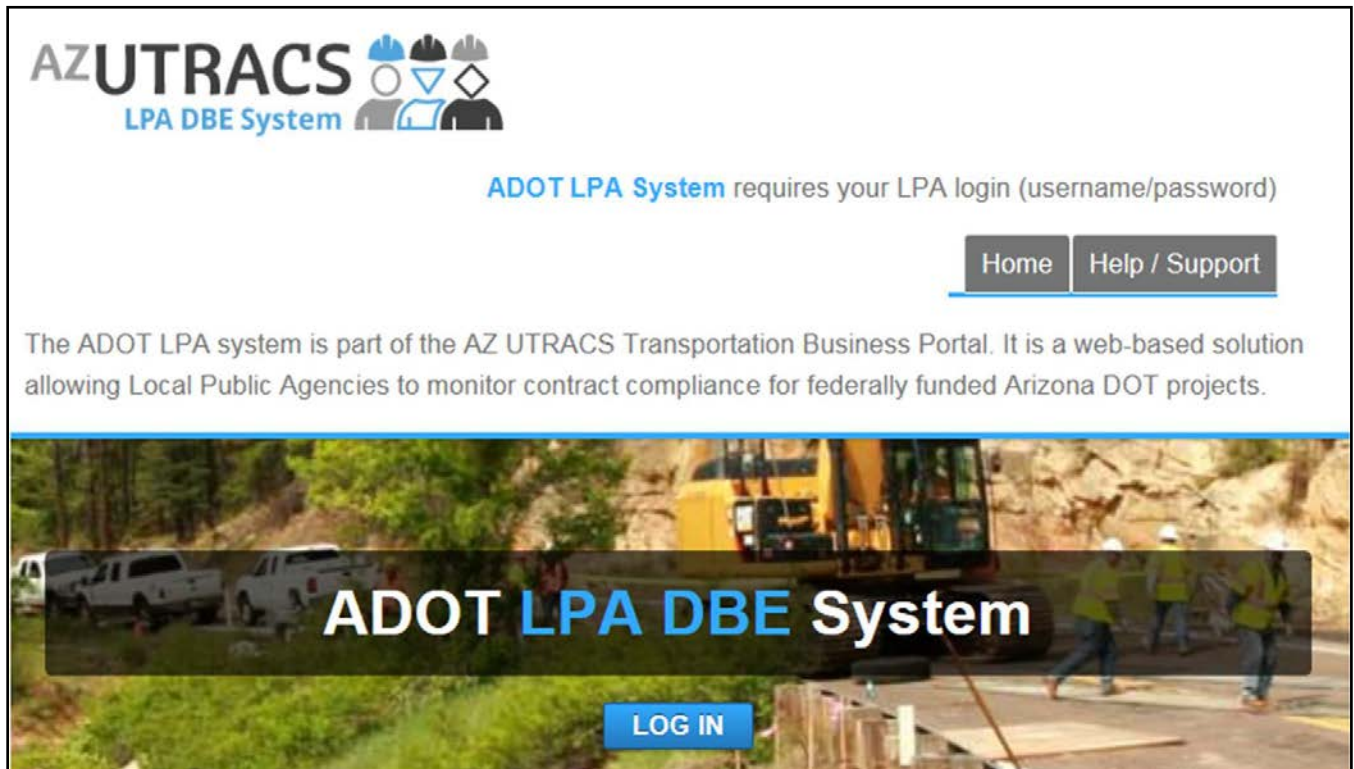 AZUTRACS
LPA DBE System
ADOT LPA System requires your LPA login (username/password)
Home Help / Support
The ADOT LPA system is part of the AZ UTRACS Transportation Business Portal. It is a web-based solution
allowing Local Public Agencies to monitor contract compliance for federally funded Arizona DOT projects.
ADOT LPA DBE System
LOG IN